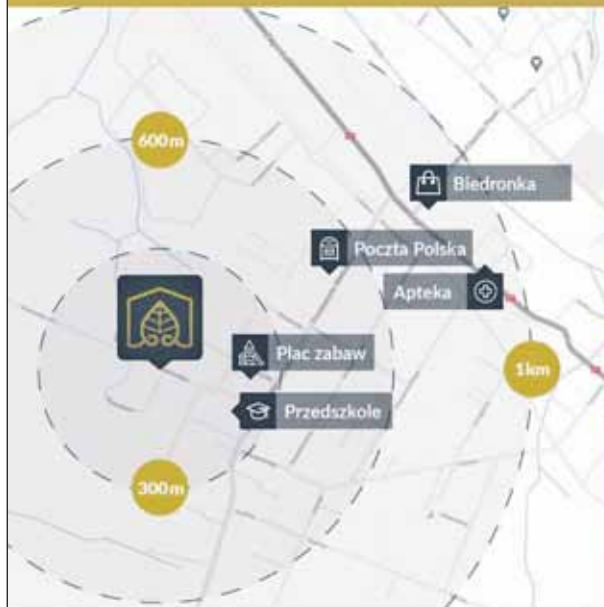 600m
Biedronka
Poczta Polska
Apteka
Plac zabaw
1km
Przedszkole
300m